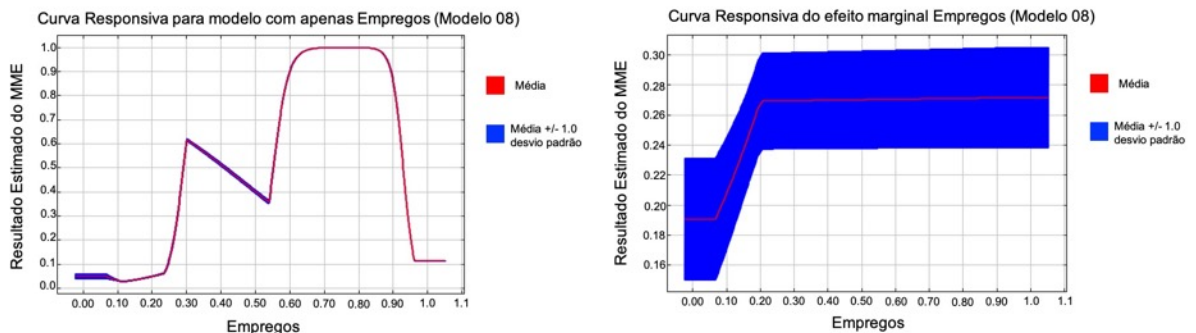 Curva Responsiva para modelo com apenas Empregos (Modelo 08)
Resultado Estimado do MME
1.0
0.9
0.8
0.7
0.6
0.5
0.4
0.3
0.2
0.1
0.0
0.00 0.10 0.20 0.30 0.40 0.50 0.60 0.70 0.80 0.90 1.0 1.1
Empregos
Média
Média +/- 1.0
desvio padrão
Curva Responsiva do efeito marginal Empregos (Modelo 08)
Resultado Estimado do MME
0.30
0.28
0.26
0.24
0.22
0.20
0.18
0.16
0.00 0.10 0.20 0.30 0.40 0.50 0.60 0.70 0.80 0.90 1.0 1.1
Empregos
Média
Média +/- 1.0
desvio padrão